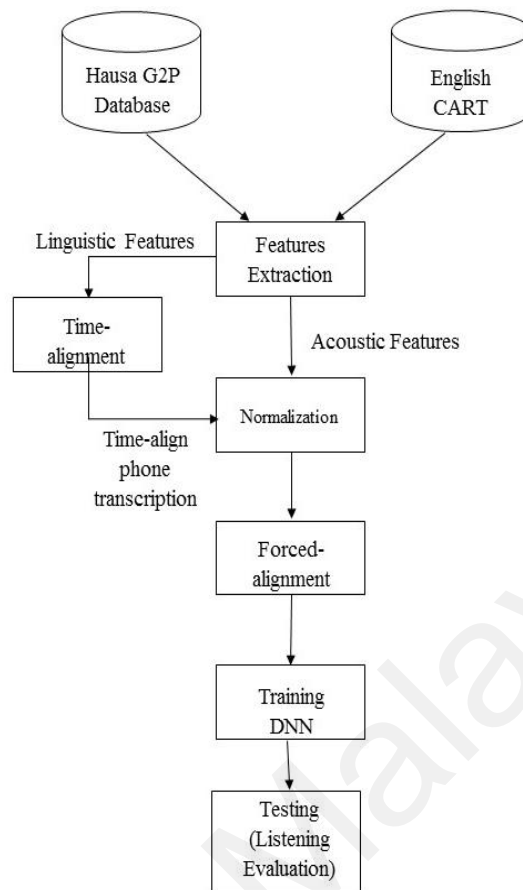 Hausa G2P
Database
English
CART
Linguistic Features
Features
Extraction
Time-
alignment
Acoustic Features
Normalization
Time-align
phone
transcription
Forced-
alignment
Training
DNN
Testing
(Listening
Evaluation)
Malay